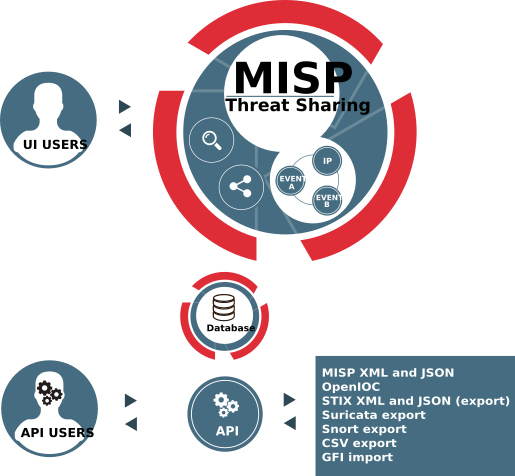 MISP
Threat Sharing
UI USERS
IP
EVENT
A
EVENT
B
Database
API USERS
API
MISP XML and JSON
OpenIOC
STIX XML and JSON (export)
Suricata export
Snort export
CSV export
GFI import